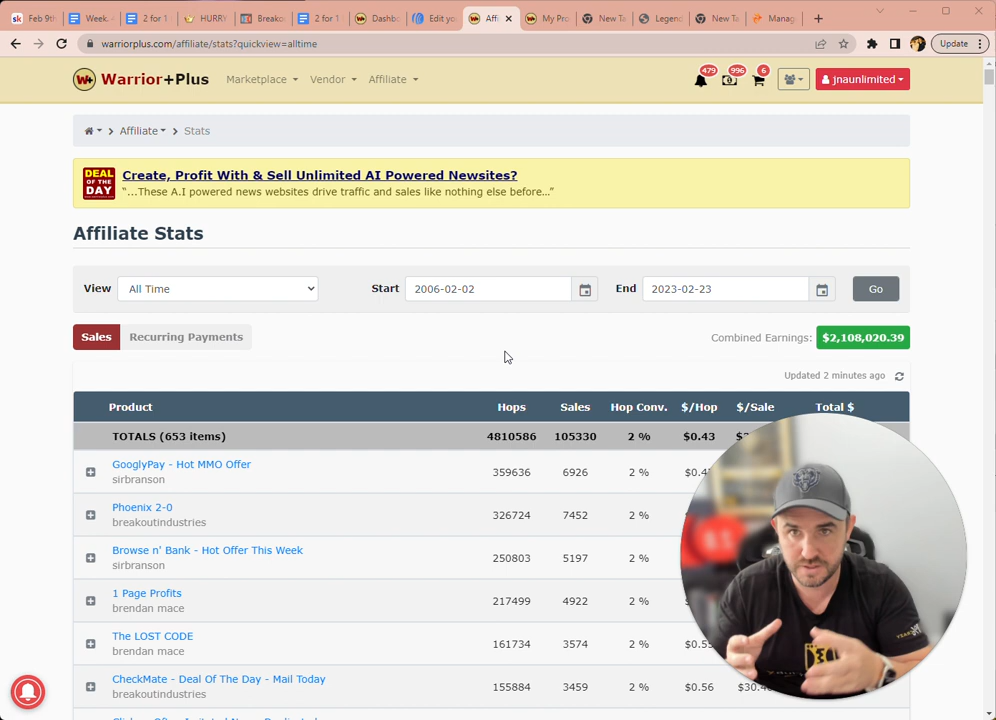 Feb 9th
Week.
2 for 1
HURRY
Breako
2 for 1
Dashb
Edit yo
Affi
My Pro
New Ta
Legend
New Ta
Manag
warriorplus.com/affiliate/stats?quickview=alltime
Update
Warrior+Plus
Marketplace
Vendor
Affiliate
479
996
6
jnaunlimited
Affiliate
Stats
DEAL
OF THE
DAY
Create, Profit With & Sell Unlimited AI Powered Newsites?
“...These A.I powered news websites drive traffic and sales like nothing else before...”
Affiliate Stats
View All Time Start 2006-02-02 End 2023-02-23 Go
Sales Recurring Payments Combined Earnings: $2,108,020.39
Updated 2 minutes ago
Product Hops Sales Hop Conv. $/Hop $/Sale Total $
TOTALS (653 items) 4810586 105330 2 % $0.43
GooglyPay - Hot MMO Offer
sirbranson
359636 6926 2 %
Phoenix 2-0
breakoutindustries
326724 7452 2 %
Browse n' Bank - Hot Offer This Week
sirbranson
250803 5197 2 %
1 Page Profits
brendan mace
217499 4922 2 %
The LOST CODE
brendan mace
161734 3574 2 %
CheckMate - Deal Of The Day - Mail Today
breakoutindustries
155884 3459 2 % $0.56